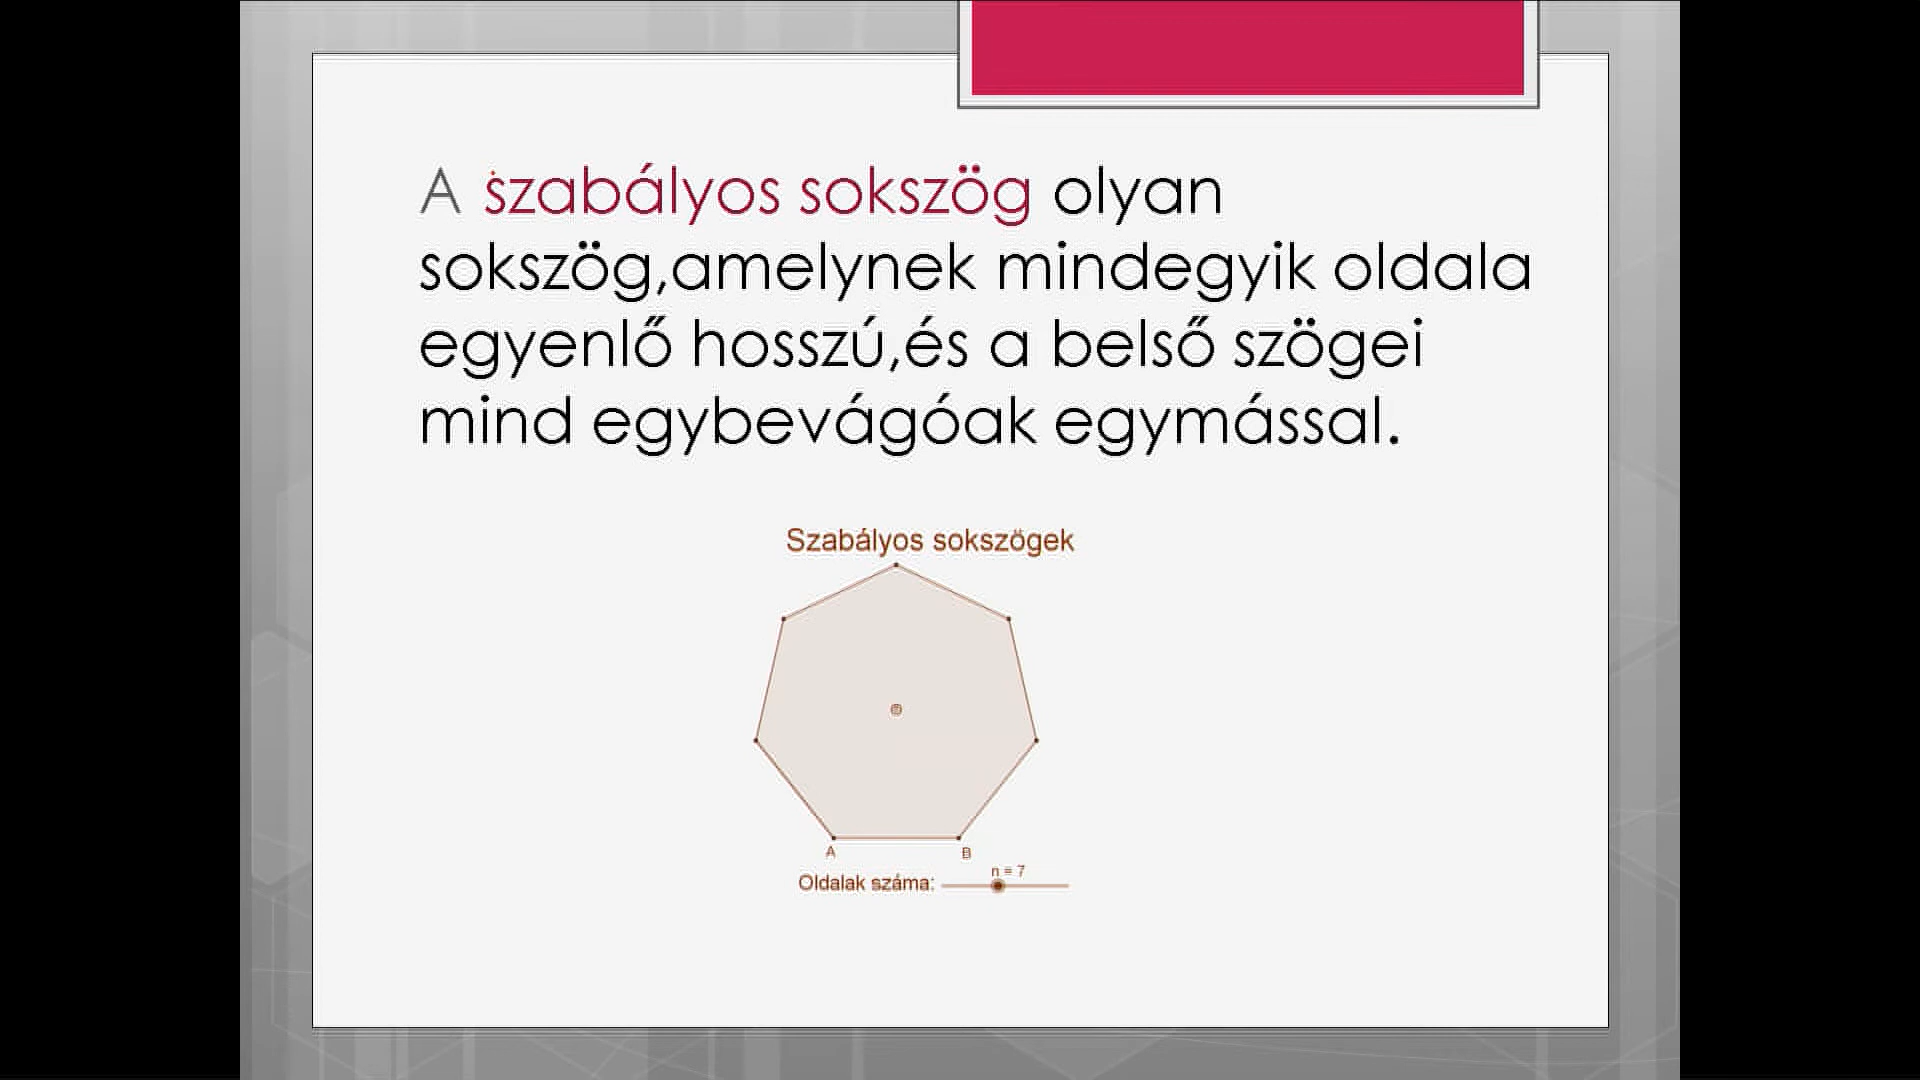 A szabályos sokszög olyan
sokszög,amelynek mindegyik oldala
egyenlő hosszú,és a belső szögei
mind egybevágóak egymással.
Szabályos sokszögek
A
B
n = 7
Oldalak száma: